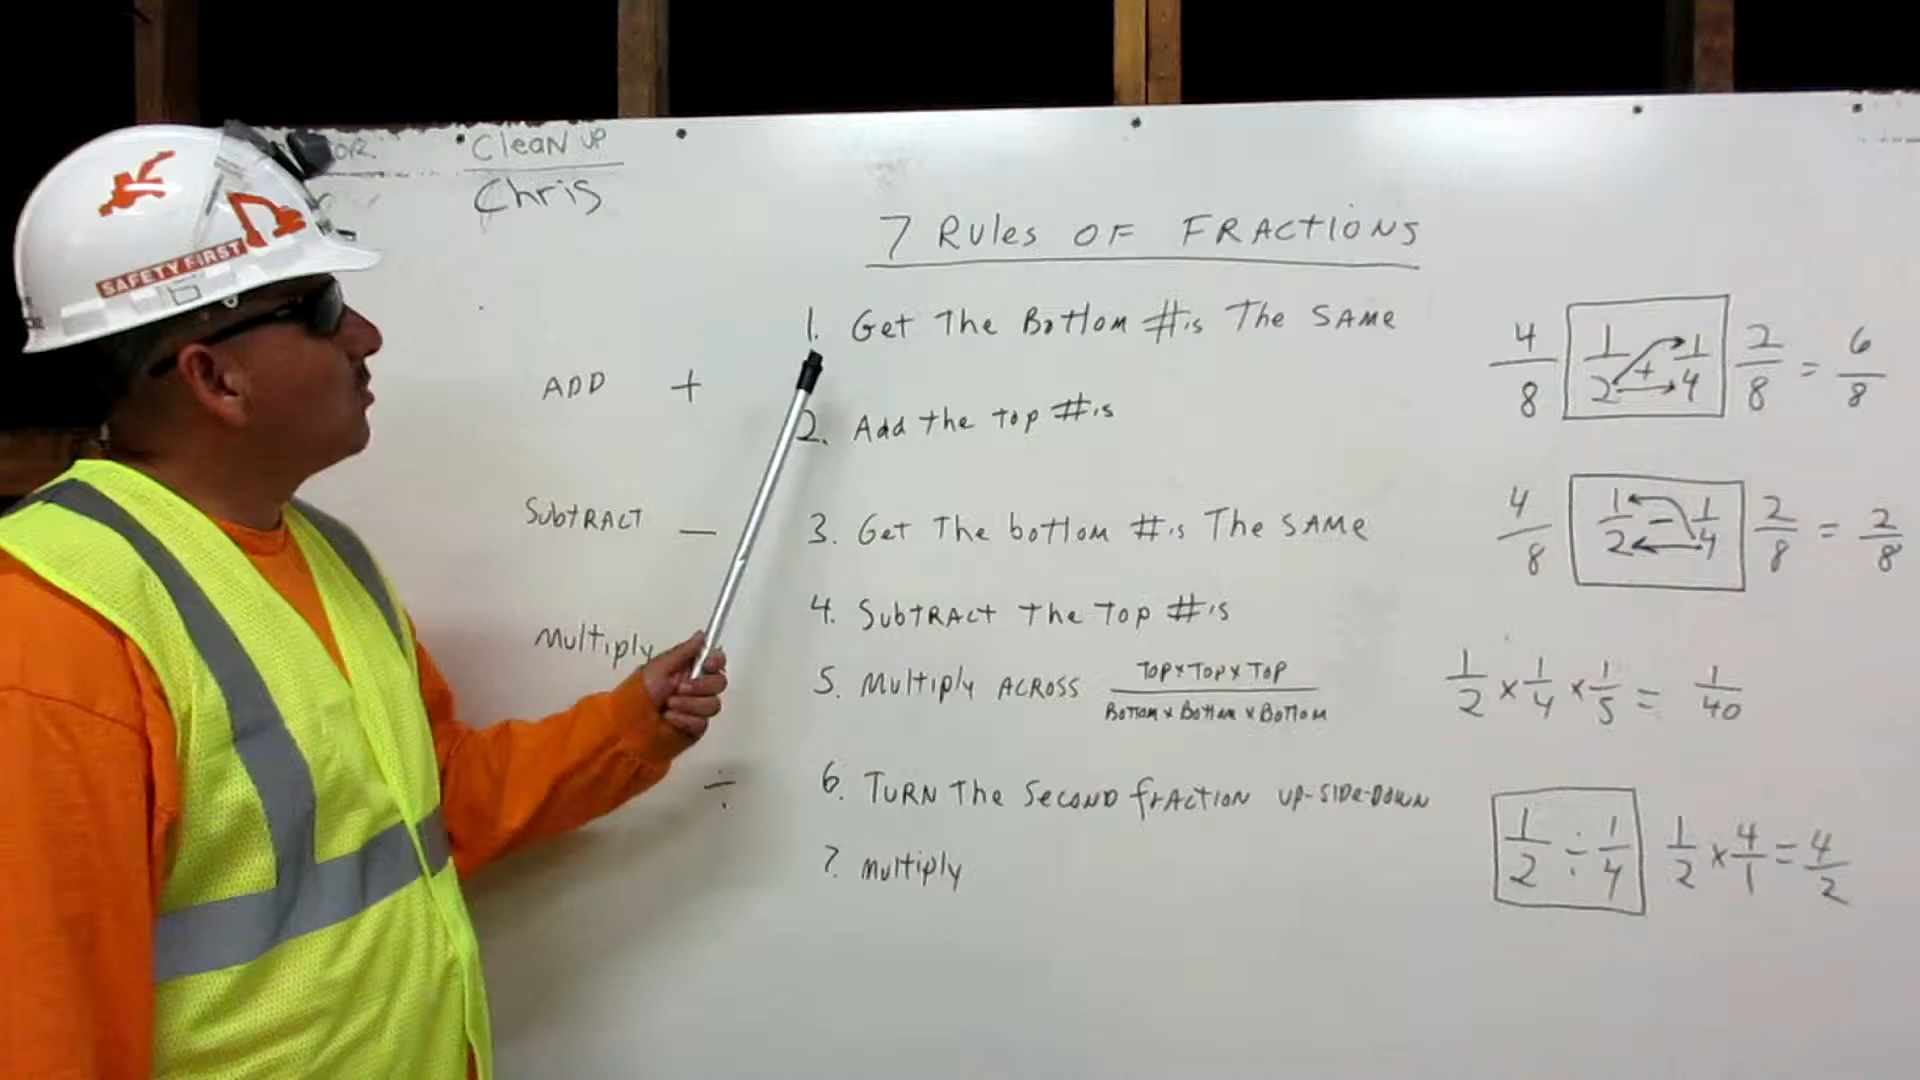 Clean UP
Chris
SAFETY FIRST
7 Rules OF FRACTIONS
1. Get The Bottom #'s The SAME
ADD +
2. Add the top #'s
4/8 1/2 + 1/4 2/8 = 6/8
Subtract —
3. Get The bottom #'s The SAME
4. Subtract The Top #'s
4/8 1/2 - 1/4 2/8 = 2/8
Multiply
5. Multiply ACROSS Top x Top x Top / Bottom x Bottom x Bottom
1/2 x 1/4 x 1/5 = 1/40
÷
6. TURN The Second fraction up-side-down
7. multiply
1/2 ÷ 1/4 1/2 x 4/1 = 4/2